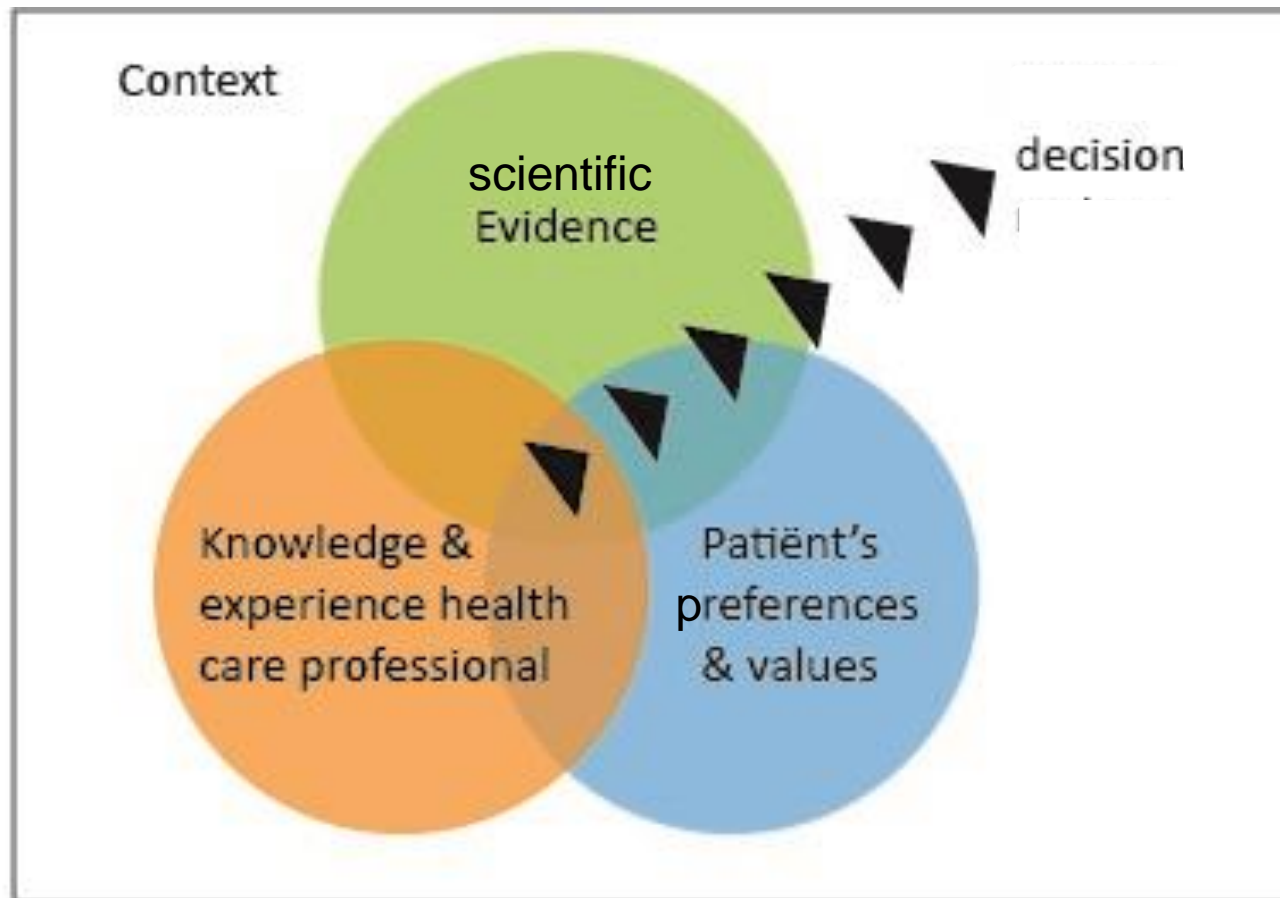 Context
decision
scientific
Evidence
Knowledge &
experience health
care professional
Patiënt's
preferences
& values